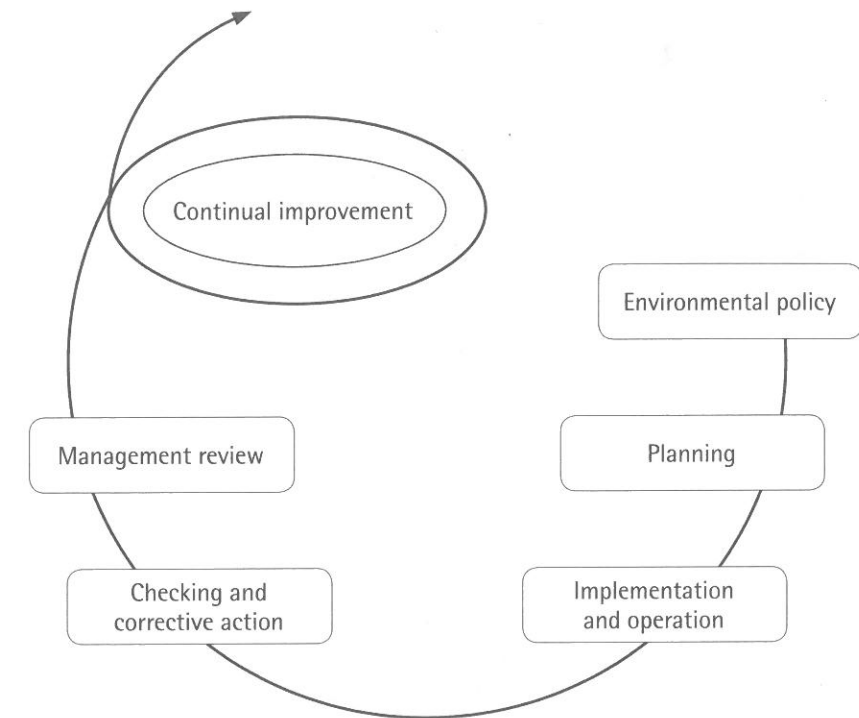 Continual improvement
Environmental policy
Management review
Planning
Checking and
corrective action
Implementation
and operation